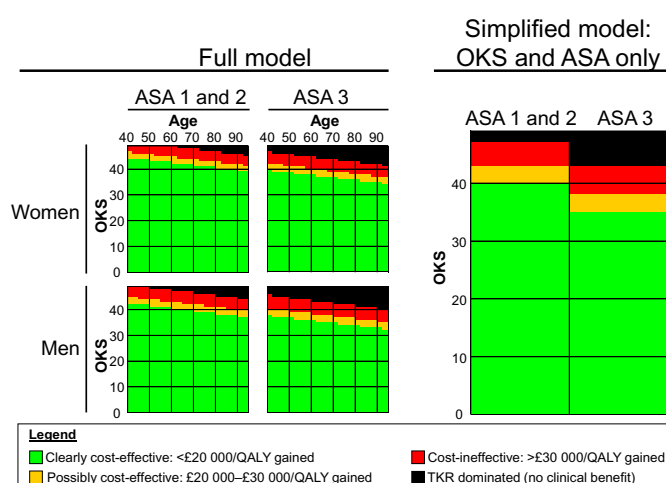 Full model
Simplified model:
OKS and ASA only
ASA 1 and 2
ASA 3
Age
Age
40 50 60 70 80 90
40 50 60 70 80 90
Women
OKS
40
30
20
10
0
Men
OKS
40
30
20
10
0
ASA 1 and 2
ASA 3
OKS
40
30
20
10
0
Legend
Clearly cost-effective: <£20 000/QALY gained
Cost-ineffective: >£30 000/QALY gained
Possibly cost-effective: £20 000–£30 000/QALY gained
TKR dominated (no clinical benefit)